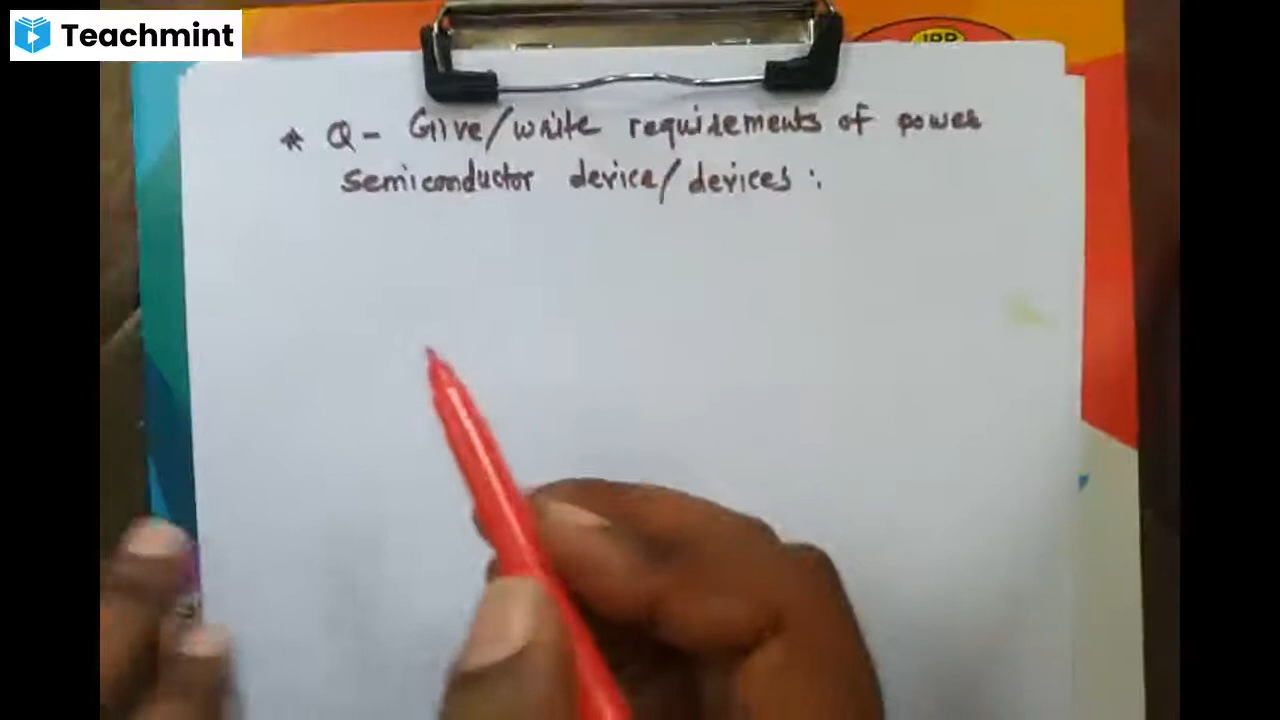 Teachmint
* Q - Give/write requirements of power
semiconductor device/devices :